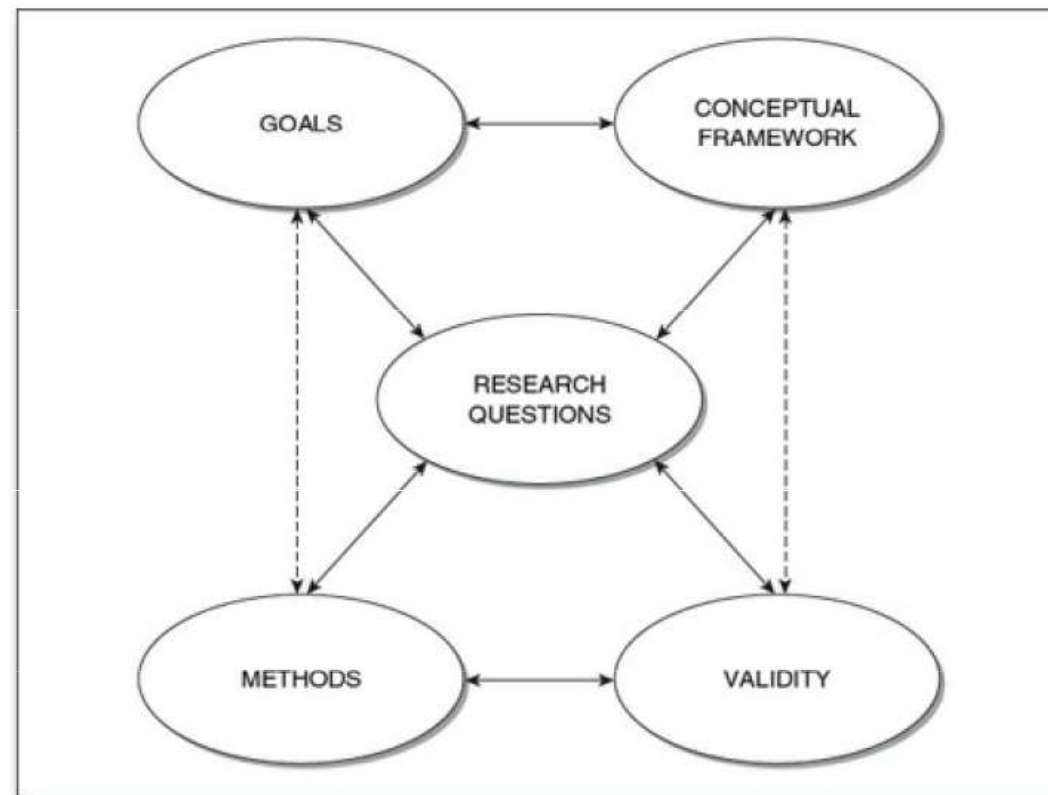 GOALS
CONCEPTUAL
FRAMEWORK
RESEARCH
QUESTIONS
METHODS
VALIDITY